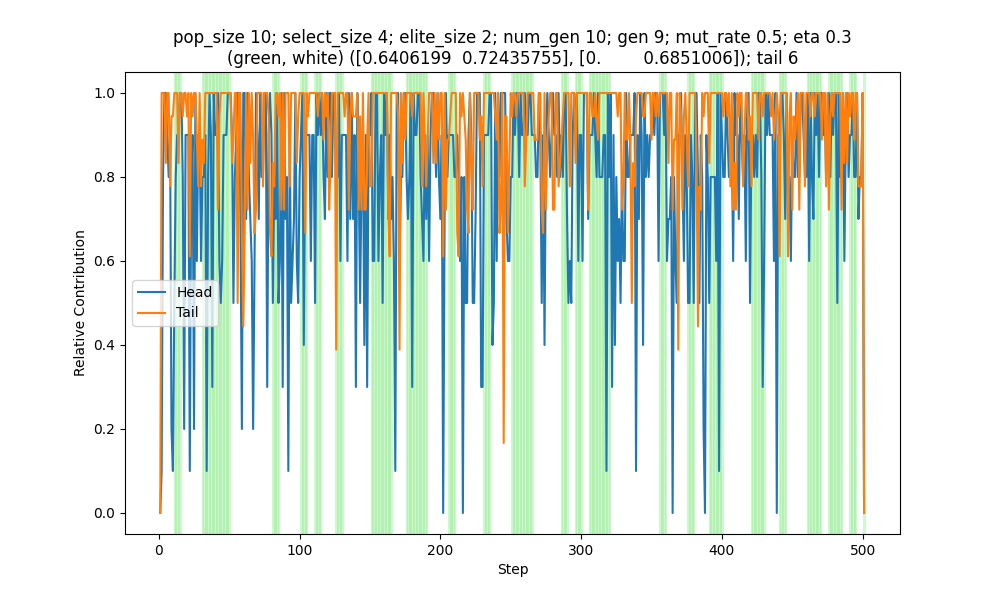 pop_size 10; select_size 4; elite_size 2; num_gen 10; gen 9; mut_rate 0.5; eta 0.3
(green, white) ([0.6406199  0.72435755], [0.         0.6851006]); tail 6
1.0
0.8
0.6
0.4
0.2
0.0
Relative Contribution
Head
Tail
0
100
200
300
400
500
Step